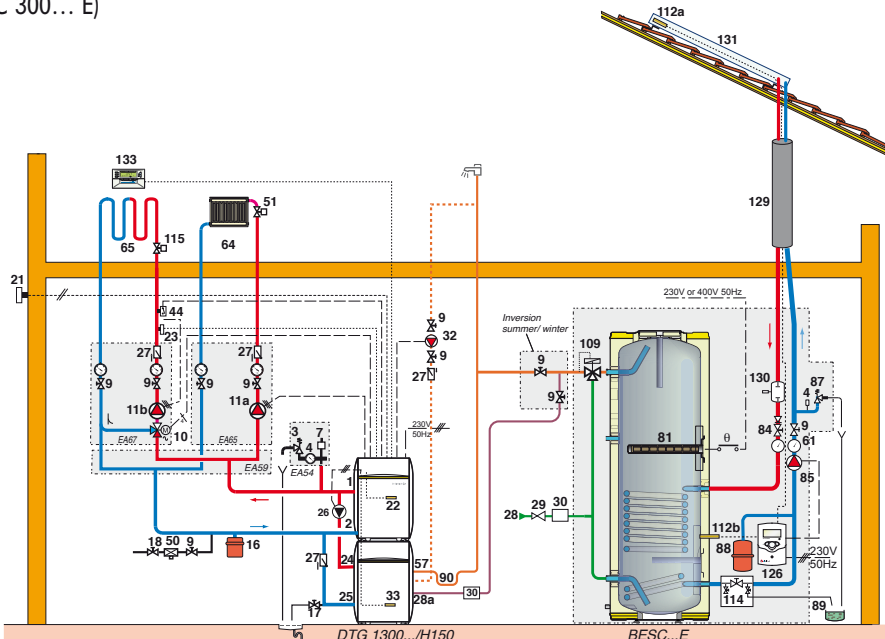 C 300... E)
112a
131
133
51
129
65
115
64
21
44
23
230V or 400V 50Hz
Inversion
summer/ winter
9
32
9
27
27
27
9
109
9
9
9
9
9
130
4
87
11b
11a
10
M
EA67
EA65
EA59
230V
50Hz
3
7
4
EA54
81
θ
84
9
61
85
1
22
2
26
28
29
30
112b
18
50
9
16
27
24
57
90
88
126
230V
50Hz
25
33
28a
30
17
114
89
DTG 1300.../H150
BESC...E